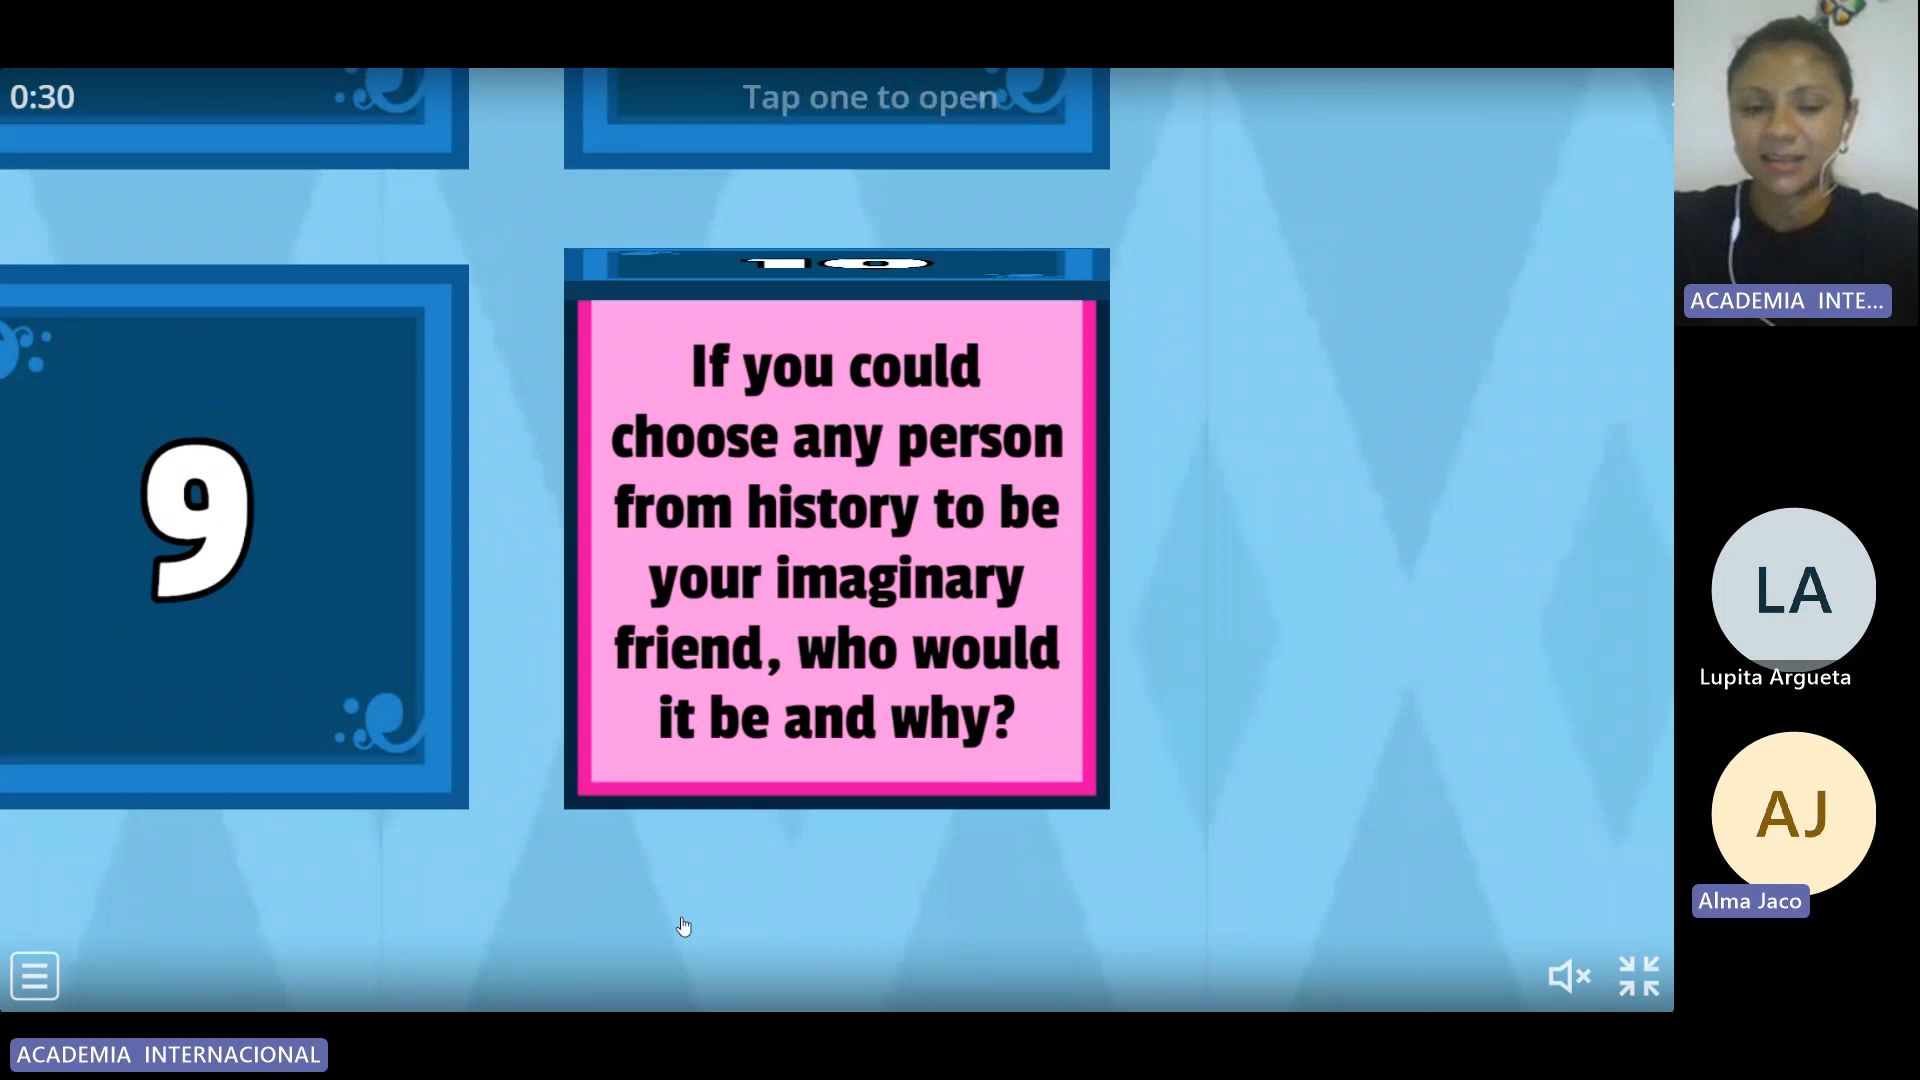 0:30
Tap one to open
10
9
If you could
choose any person
from history to be
your imaginary
friend, who would
it be and why?
ACADEMIA INTE...
LA
Lupita Argueta
AJ
Alma Jaco
ACADEMIA INTERNACIONAL